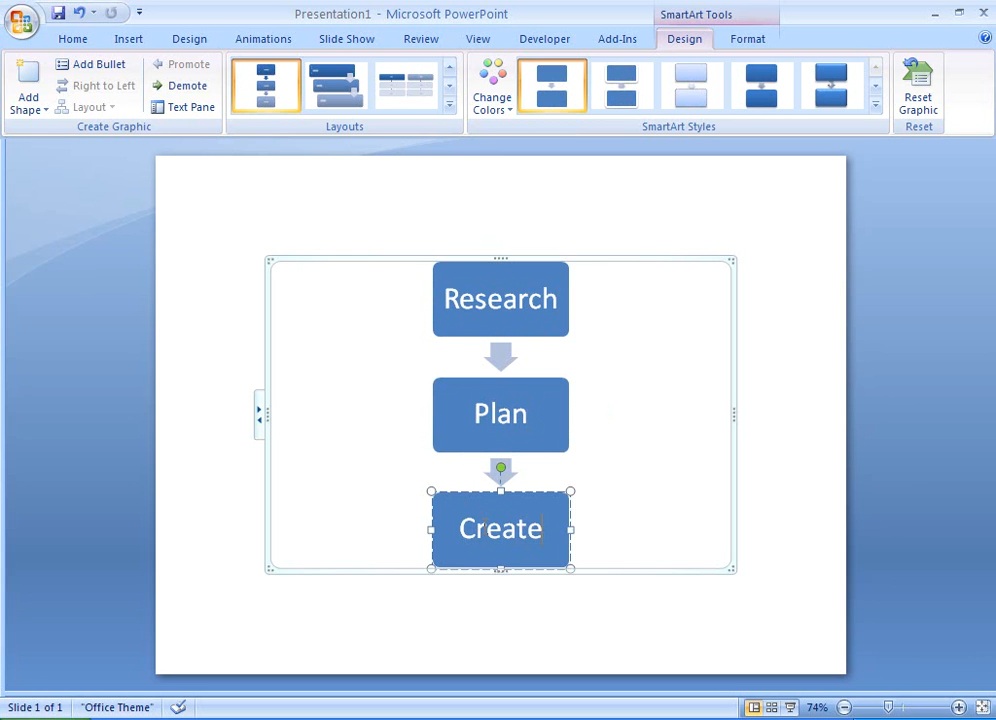 Presentation1 - Microsoft PowerPoint
SmartArt Tools
Home Insert Design Animations Slide Show Review View Developer Add-Ins Design Format
Add Shape
Add Bullet
Right to Left
Layout
Promote
Demote
Text Pane
Create Graphic
Layouts
Change Colors
SmartArt Styles
Reset Graphic
Reset
Research
Plan
Create
Slide 1 of 1 "Office Theme" 74%